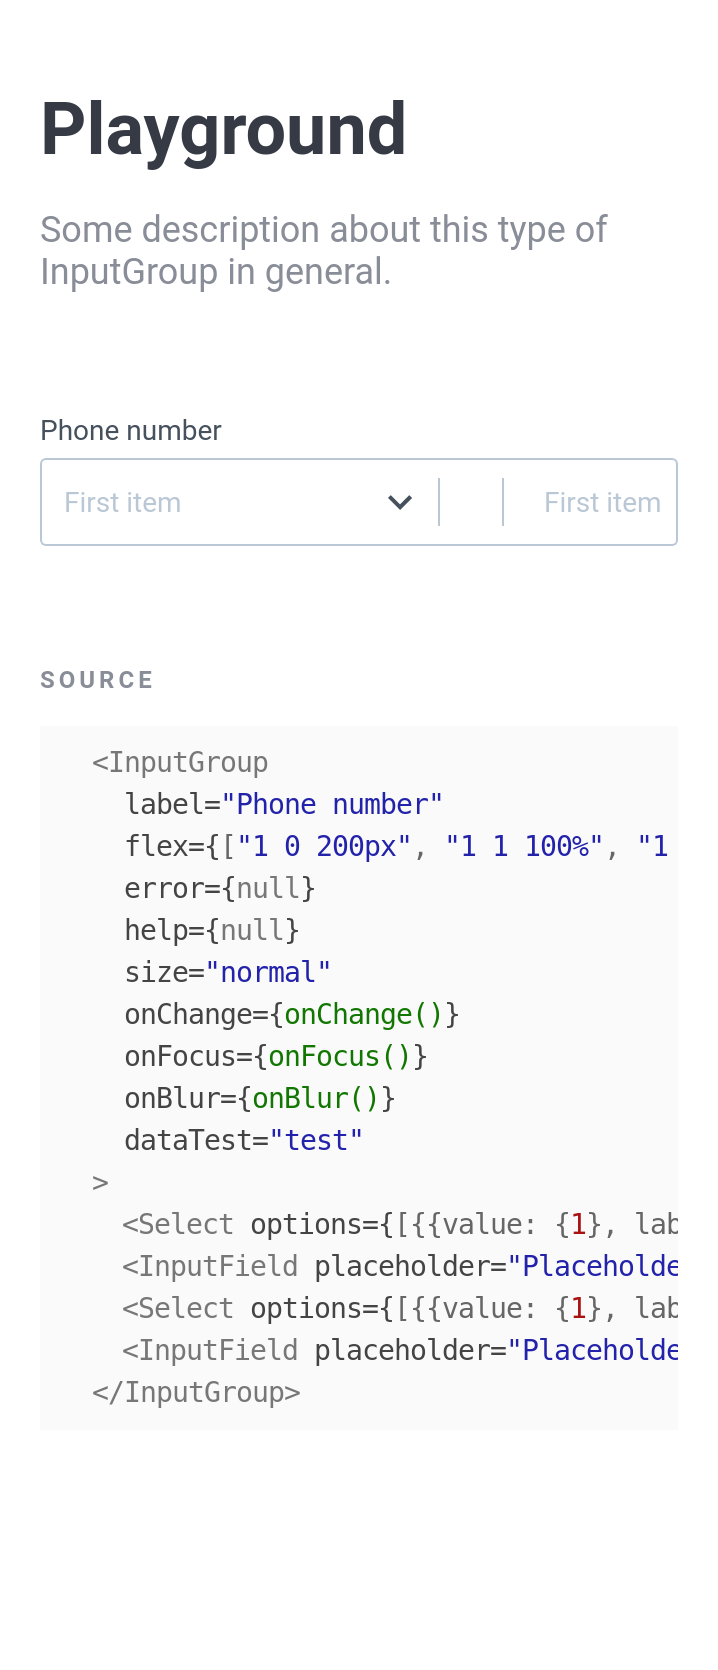 Playground
Some description about this type of
InputGroup in general.
Phone number
First item First item
SOURCE
<InputGroup
label="Phone number"
flex={["1 0 200px", "1 1 100%", "1
error={null}
help={null}
size="normal"
onChange={onChange()}
onFocus={onFocus()}
onBlur={onBlur()}
dataTest="test"
>
<Select options={[{{value: {1}, lab
<InputField placeholder="Placeholde
<Select options={[{{value: {1}, lab
<InputField placeholder="Placeholde
</InputGroup>